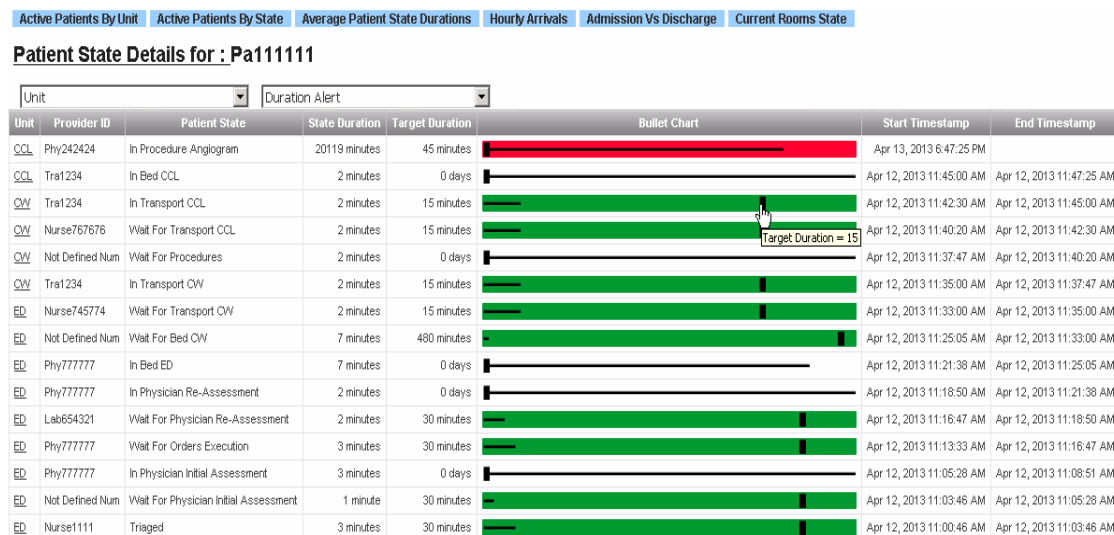 Active Patients By Unit Active Patients By State Average Patient State Durations Hourly Arrivals Admission Vs Discharge Current Rooms State
Patient State Details for : Pa111111
Unit Duration Alert
Unit Provider ID Patient State State Duration Target Duration Bullet Chart Start Timestamp End Timestamp
CCL Phy242424 In Procedure Angiogram 20119 minutes 45 minutes Apr 13, 2013 6:47:25 PM
CCL Tra1234 In Bed CCL 2 minutes 0 days Apr 12, 2013 11:45:00 AM Apr 12, 2013 11:47:25 AM
CW Tra1234 In Transport CCL 2 minutes 15 minutes Apr 12, 2013 11:42:30 AM Apr 12, 2013 11:45:00 AM
CW Nurse767676 Wait For Transport CCL 2 minutes 15 minutes Apr 12, 2013 11:40:20 AM Apr 12, 2013 11:42:30 AM
Target Duration = 15
CW Not Defined Num Wait For Procedures 2 minutes 0 days Apr 12, 2013 11:37:47 AM Apr 12, 2013 11:40:20 AM
CW Tra1234 In Transport CW 2 minutes 15 minutes Apr 12, 2013 11:35:00 AM Apr 12, 2013 11:37:47 AM
ED Nurse745774 Wait For Transport CW 2 minutes 15 minutes Apr 12, 2013 11:33:00 AM Apr 12, 2013 11:35:00 AM
ED Not Defined Num Wait For Bed CW 7 minutes 480 minutes Apr 12, 2013 11:25:05 AM Apr 12, 2013 11:33:00 AM
ED Phy777777 In Bed ED 7 minutes 0 days Apr 12, 2013 11:21:38 AM Apr 12, 2013 11:25:05 AM
ED Phy777777 In Physician Re-Assessment 2 minutes 0 days Apr 12, 2013 11:18:50 AM Apr 12, 2013 11:21:38 AM
ED Lab654321 Wait For Physician Re-Assessment 2 minutes 30 minutes Apr 12, 2013 11:16:47 AM Apr 12, 2013 11:18:50 AM
ED Phy777777 Wait For Orders Execution 3 minutes 30 minutes Apr 12, 2013 11:13:33 AM Apr 12, 2013 11:16:47 AM
ED Phy777777 In Physician Initial Assessment 3 minutes 0 days Apr 12, 2013 11:05:28 AM Apr 12, 2013 11:08:51 AM
ED Not Defined Num Wait For Physician Initial Assessment 1 minute 30 minutes Apr 12, 2013 11:03:46 AM Apr 12, 2013 11:05:28 AM
ED Nurse1111 Triaged 3 minutes 30 minutes Apr 12, 2013 11:00:46 AM Apr 12, 2013 11:03:46 AM